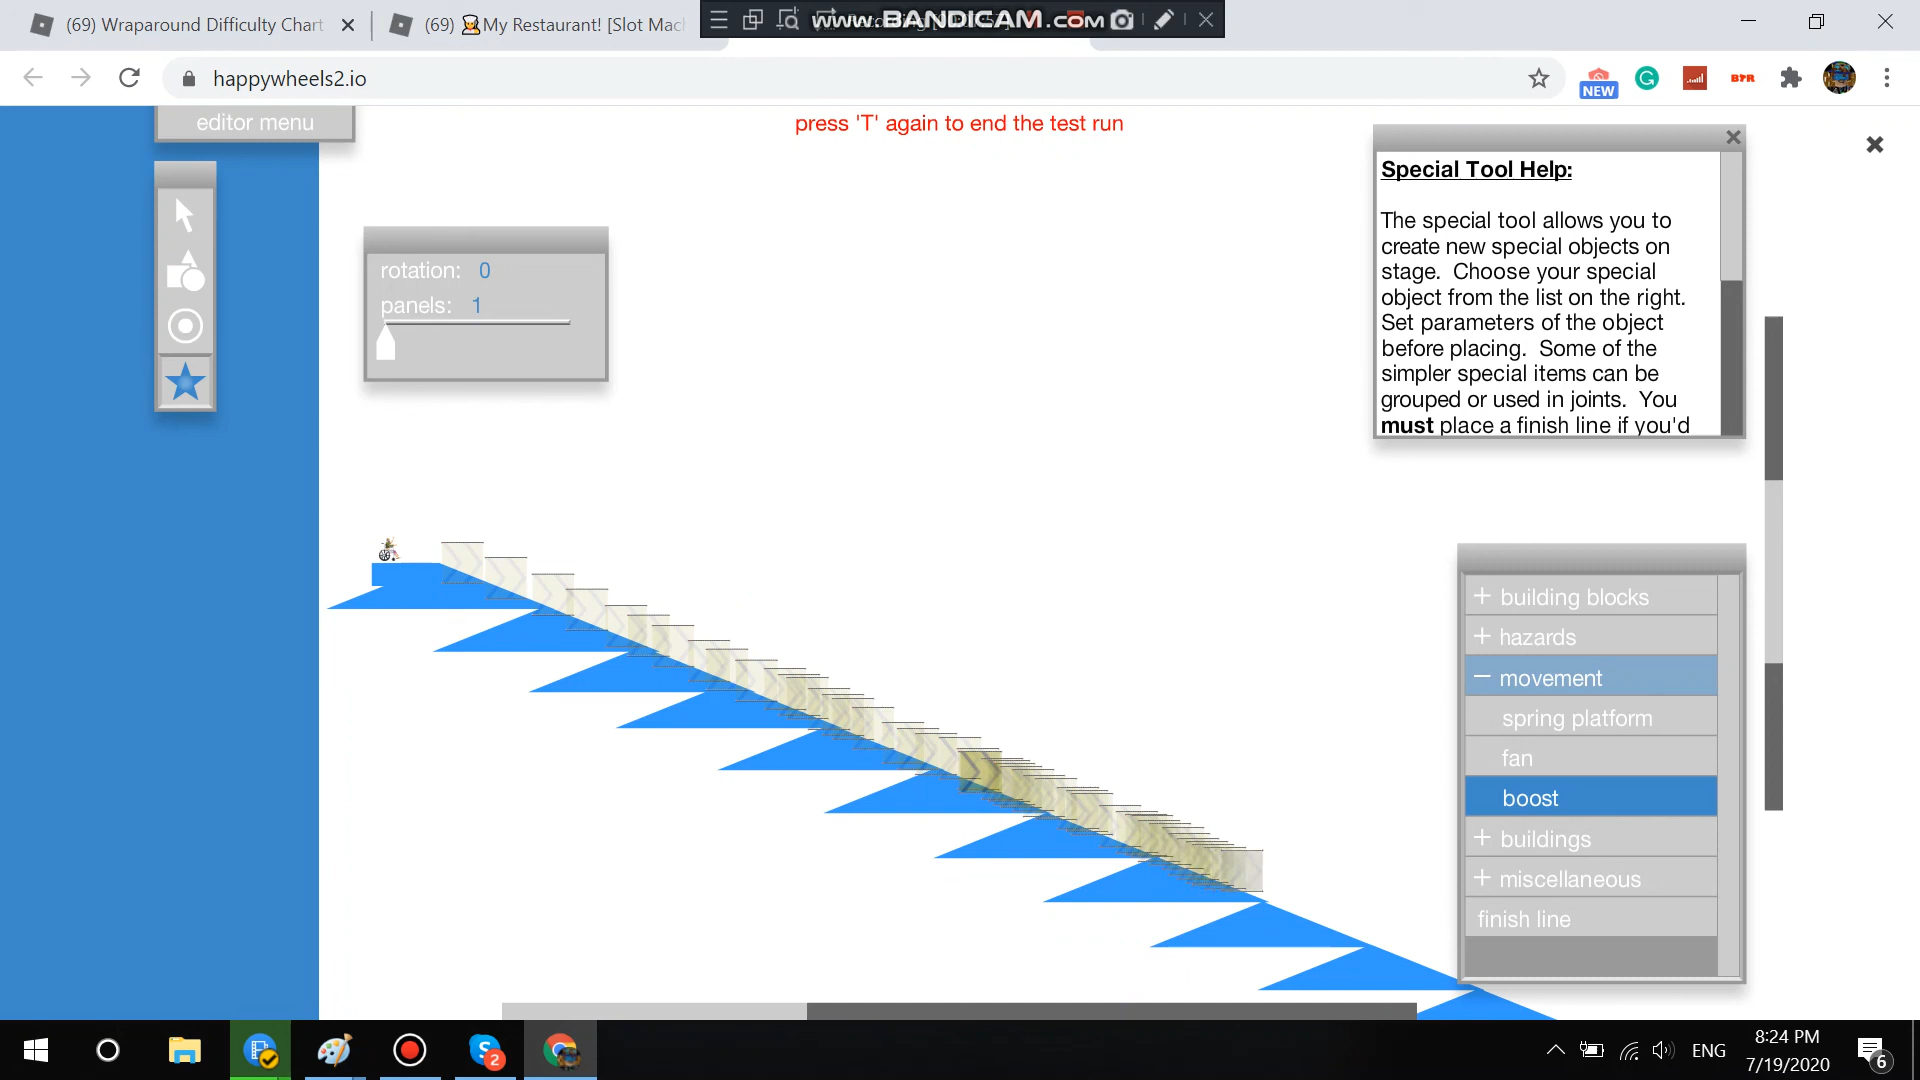 (69) Wraparound Difficulty Chart
(69) My Restaurant! [Slot Mach
www.BANDICAM.com
happywheels2.io
NEW
BTR
editor menu
press 'T' again to end the test run
rotation: 0
panels: 1
Special Tool Help:
The special tool allows you to
create new special objects on
stage. Choose your special
object from the list on the right.
Set parameters of the object
before placing. Some of the
simpler special items can be
grouped or used in joints. You
must place a finish line if you'd
+ building blocks
+ hazards
− movement
spring platform
fan
boost
+ buildings
+ miscellaneous
finish line
2
ENG
8:24 PM
7/19/2020
6